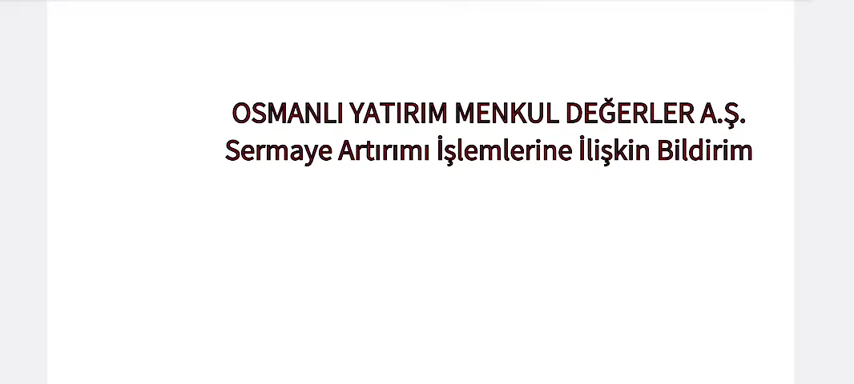 OSMANLI YATIRIM MENKUL DEĞERLER A.Ş.
Sermaye Artırımı İşlemlerine İlişkin Bildirim